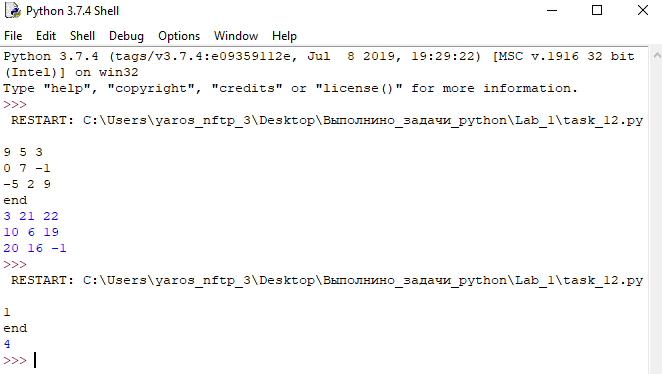 Python 3.7.4 Shell
File Edit Shell Debug Options Window Help
Python 3.7.4 (tags/v3.7.4:e09359112e, Jul  8 2019, 19:29:22) [MSC v.1916 32 bit
(Intel)] on win32
Type "help", "copyright", "credits" or "license()" for more information.
>>>
 RESTART: C:\Users\yaros_nftp_3\Desktop\Выполнино_задачи_python\Lab_1\task_12.py
9 5 3
0 7 -1
-5 2 9
end
3 21 22
10 6 19
20 16 -1
>>>
 RESTART: C:\Users\yaros_nftp_3\Desktop\Выполнино_задачи_python\Lab_1\task_12.py
1
end
4
>>>